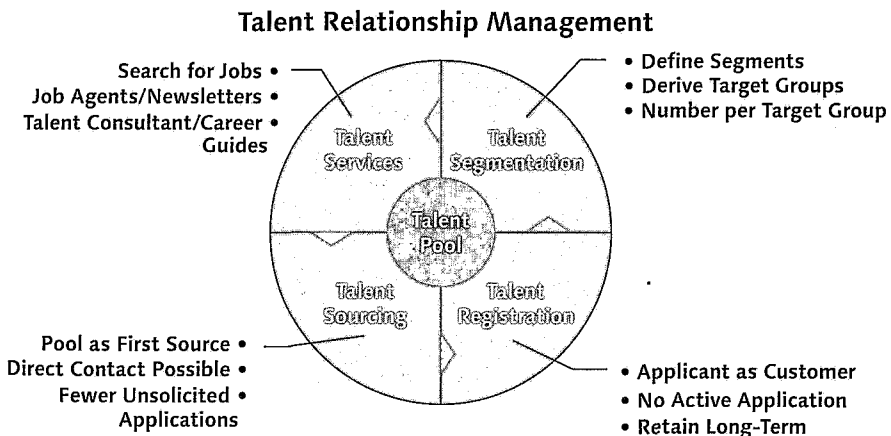 Talent Relationship Management
Search for Jobs •
Job Agents/Newsletters •
Talent Consultant/Career •
Guides
• Define Segments
• Derive Target Groups
• Number per Target Group
Talent
Services
Talent
Segmentation
Talent
Pool
Talent
Sourcing
Talent
Registration
Pool as First Source •
Direct Contact Possible •
Fewer Unsolicited •
Applications
• Applicant as Customer
• No Active Application
• Retain Long-Term